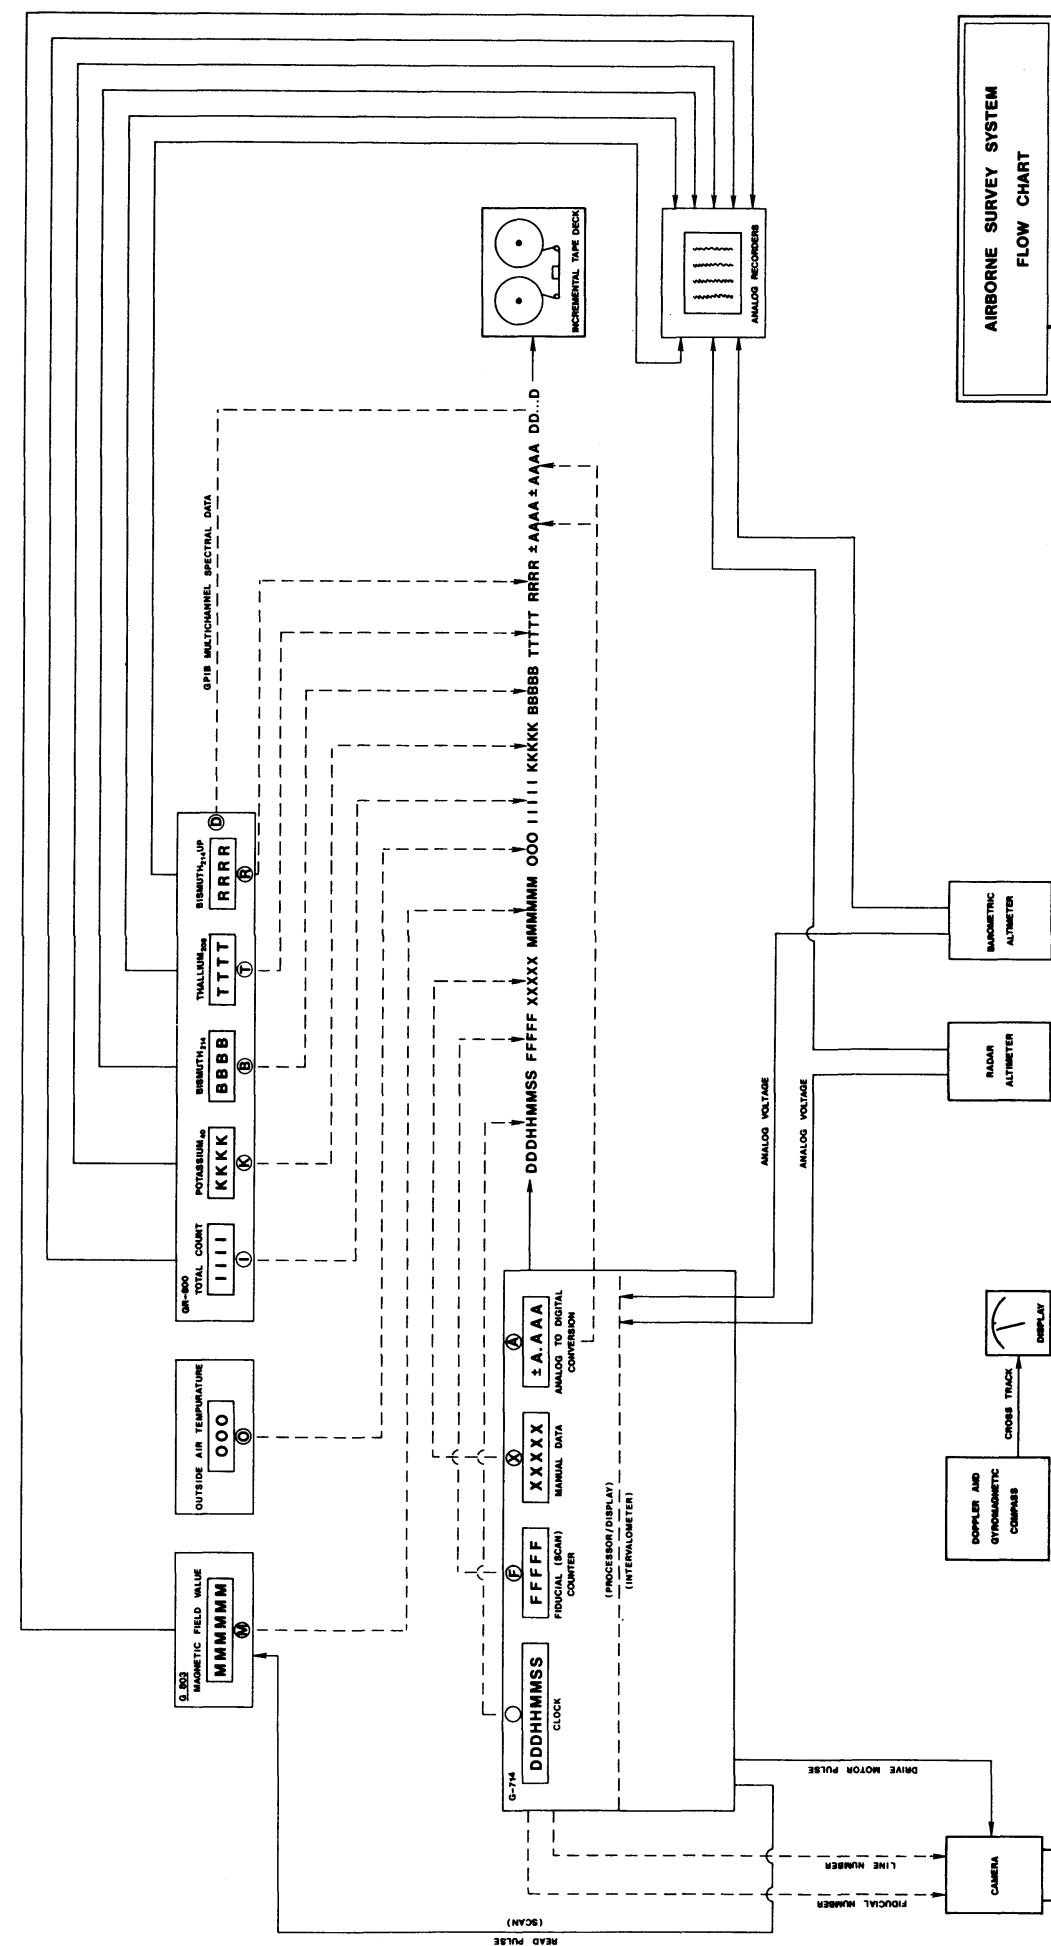 AIRBORNE SURVEY SYSTEM
FLOW CHART
G 803
MAGNETIC FIELD VALUE
MMMMMM
M
OUTSIDE AIR TEMPURATURE
OOO
O
GR-800
TOTAL COUNT
IIII
I
POTASSIUM40
KKKK
K
BISMUTH214
BBBB
B
THALLIUM208
TTTT
T
BISMUTH214UP
RRRR
R
D
GPIB MULTICHANNEL SPECTRAL DATA
DDDHHMMSS FFFFF XXXXX MMMMMM OOO IIIII KKKKK BBBBB TTTTT RRRR ±AAAA±AAAA DD...D
INCREMENTAL TAPE DECK
ANALOG RECORDERS
G-714
DDDHHMMSS
CLOCK
F
FFFFF
FIDUCIAL (SCAN)
COUNTER
X
XXXXX
MANUAL DATA
A
±A.AAA
ANALOG TO DIGITAL
CONVERSION
(PROCESSOR/DISPLAY)
(INTERVALOMETER)
READ PULSE
(SCAN)
FIDUCIAL NUMBER
LINE NUMBER
DRIVE MOTOR PULSE
ANALOG VOLTAGE
ANALOG VOLTAGE
CAMERA
DOPPLER AND
GYROMAGNETIC
COMPASS
CROSS TRACK
DISPLAY
RADAR
ALTIMETER
BAROMETRIC
ALTIMETER